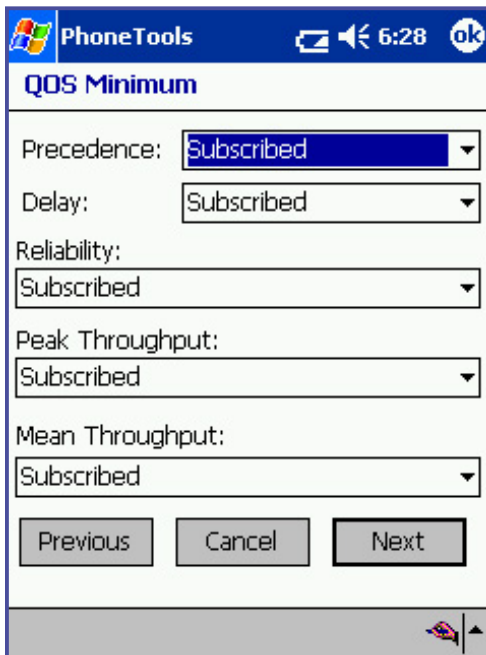 PhoneTools 6:28 ok
QOS Minimum
Precedence: Subscribed
Delay: Subscribed
Reliability:
Subscribed
Peak Throughput:
Subscribed
Mean Throughput:
Subscribed
Previous Cancel Next